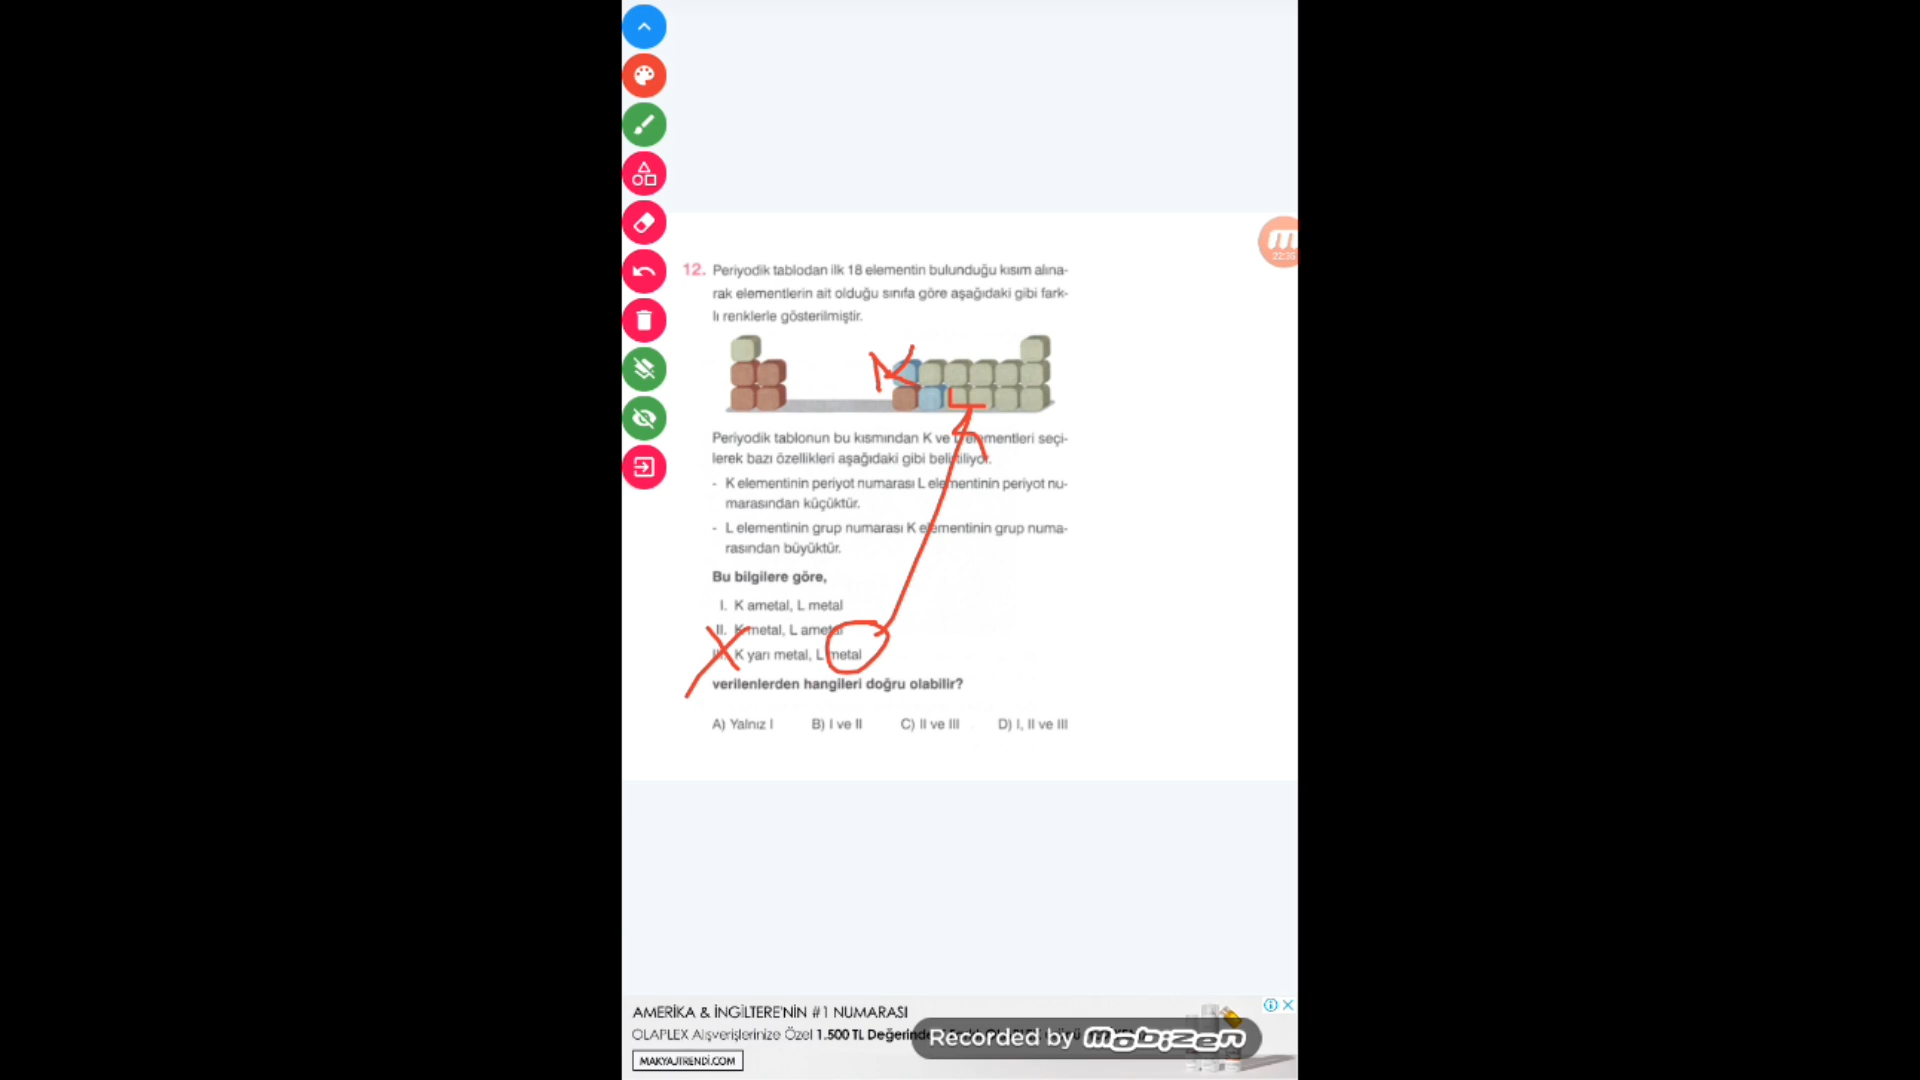 22:35
12. Periyodik tablodan ilk 18 elementin bulunduğu kısım alına-
rak elementlerin ait olduğu sınıfa göre aşağıdaki gibi fark-
lı renklerle gösterilmiştir.
K
L
Periyodik tablonun bu kısmından K ve L elementleri seçi-
lerek bazı özellikleri aşağıdaki gibi belirtiliyor.
- K elementinin periyot numarası L elementinin periyot nu-
marasından küçüktür.
- L elementinin grup numarası K elementinin grup numa-
rasından büyüktür.
Bu bilgilere göre,
I. K ametal, L metal
II. K metal, L ametal
III. K yarı metal, L metal
verilenlerden hangileri doğru olabilir?
A) Yalnız I B) I ve II C) II ve III D) I, II ve III
AMERİKA & İNGİLTERE'NİN #1 NUMARASI
OLAPLEX Alışverişlerinize Özel 1.500 TL Değerinde
Recorded by mobizen
MAKYAJTRENDİ.COM